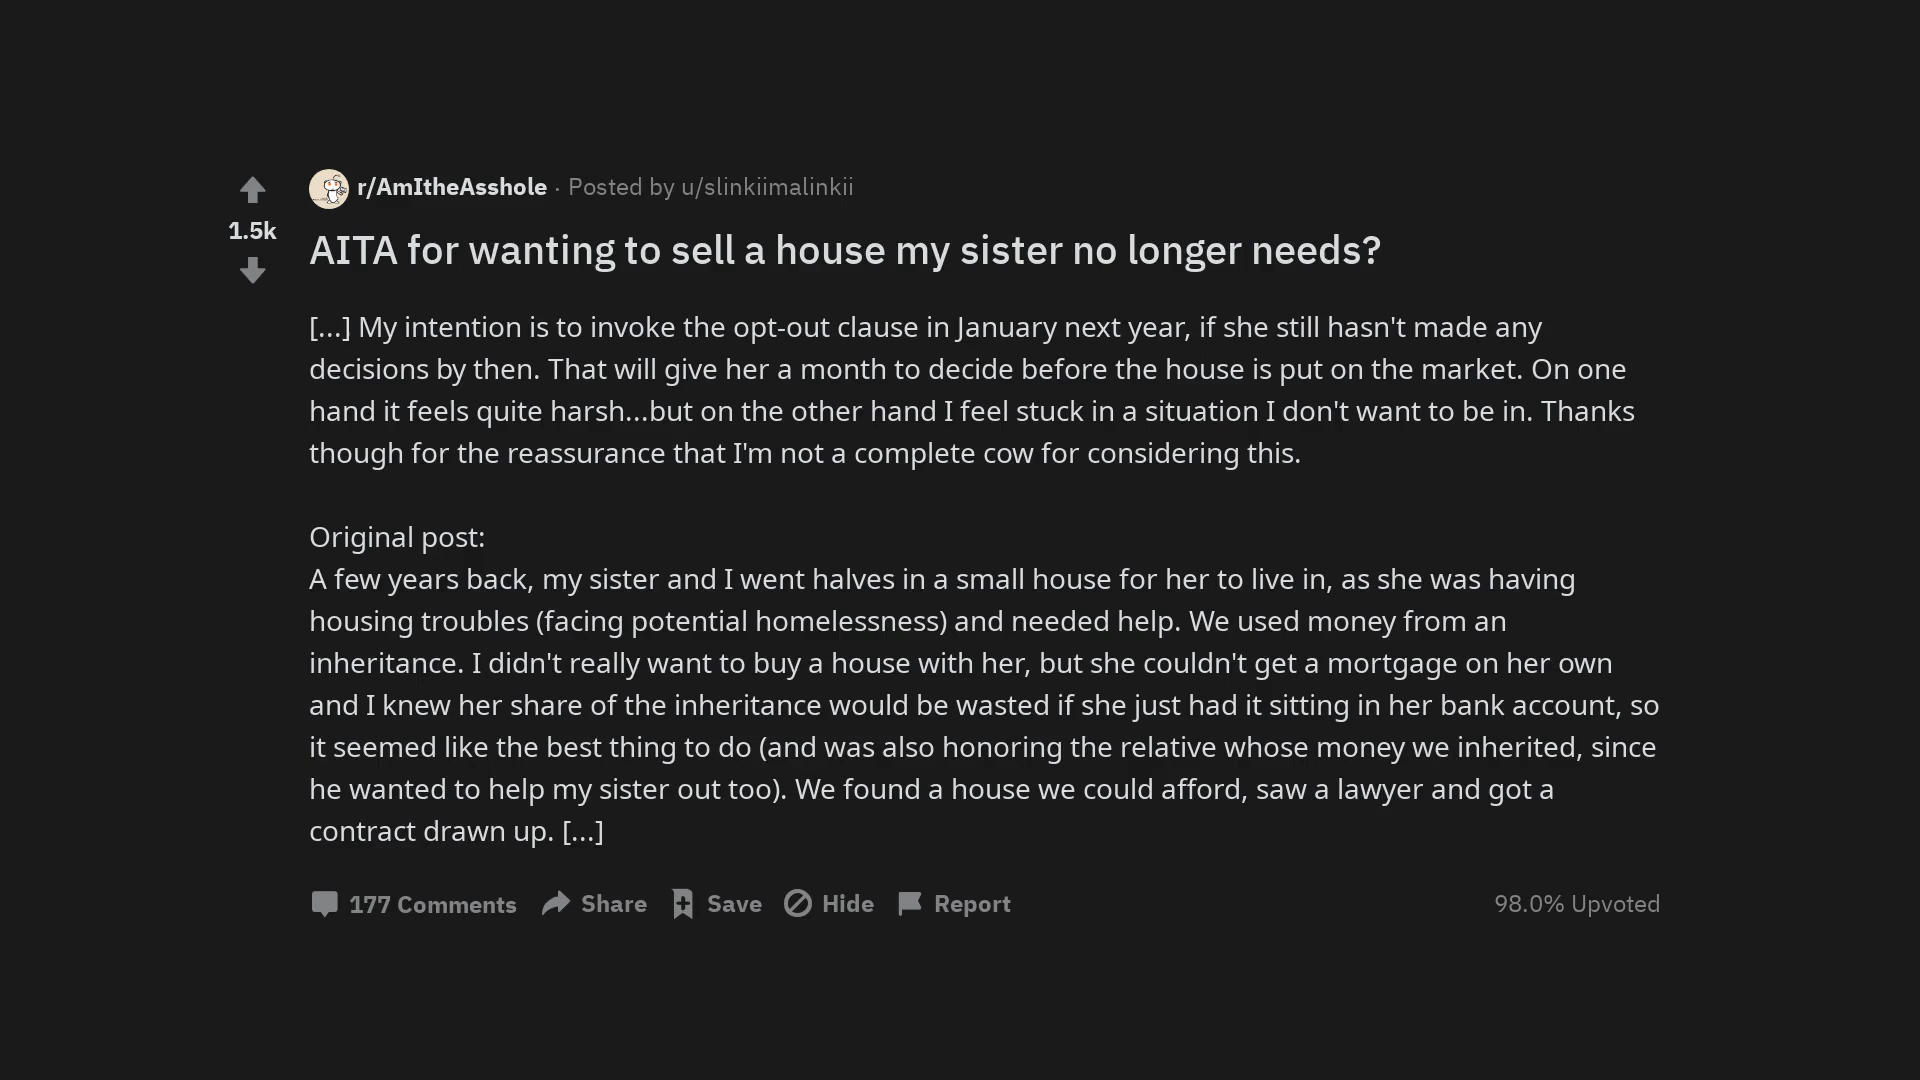 r/AmItheAsshole · Posted by u/slinkiimalinkii
1.5k
AITA for wanting to sell a house my sister no longer needs?
[...] My intention is to invoke the opt-out clause in January next year, if she still hasn't made any
decisions by then. That will give her a month to decide before the house is put on the market. On one
hand it feels quite harsh...but on the other hand I feel stuck in a situation I don't want to be in. Thanks
though for the reassurance that I'm not a complete cow for considering this.
Original post:
A few years back, my sister and I went halves in a small house for her to live in, as she was having
housing troubles (facing potential homelessness) and needed help. We used money from an
inheritance. I didn't really want to buy a house with her, but she couldn't get a mortgage on her own
and I knew her share of the inheritance would be wasted if she just had it sitting in her bank account, so
it seemed like the best thing to do (and was also honoring the relative whose money we inherited, since
he wanted to help my sister out too). We found a house we could afford, saw a lawyer and got a
contract drawn up. [...]
177 Comments Share Save Hide Report 98.0% Upvoted